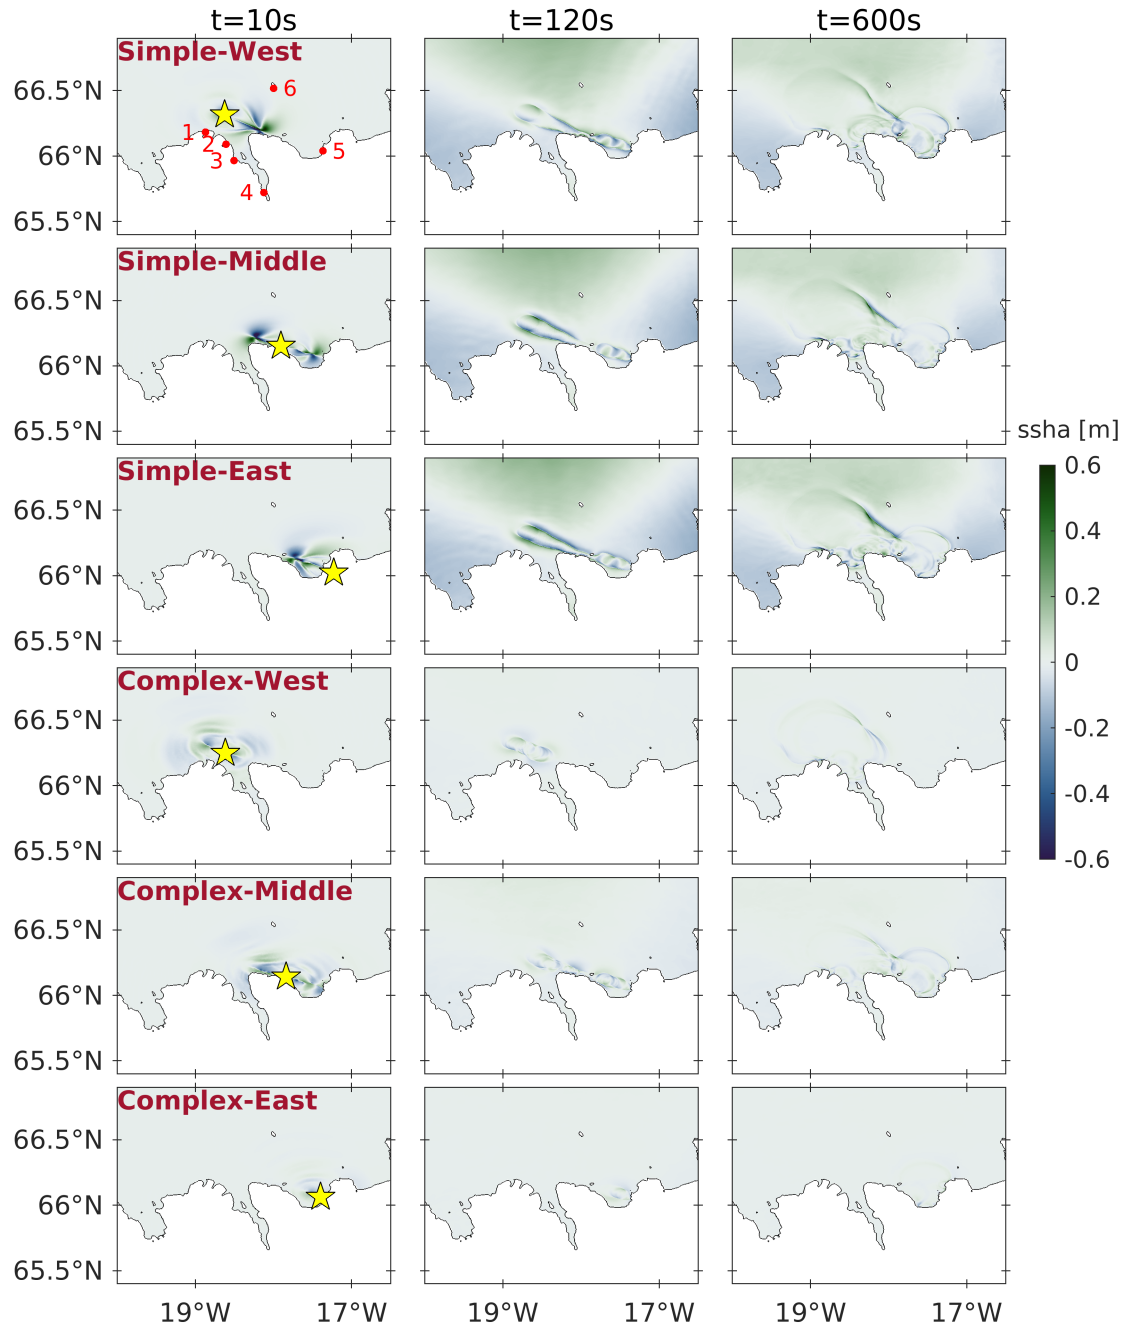 t=10s t=120s t=600s
Simple-West
66.5°N
6
1
66°N
2
5
3
4
65.5°N
Simple-Middle
66.5°N
66°N
65.5°N
ssha [m]
Simple-East
0.6
66.5°N
0.4
66°N
0.2
65.5°N
0
Complex-West
66.5°N
-0.2
66°N
-0.4
65.5°N
-0.6
Complex-Middle
66.5°N
66°N
65.5°N
Complex-East
66.5°N
66°N
65.5°N
19°W 17°W 19°W 17°W 19°W 17°W